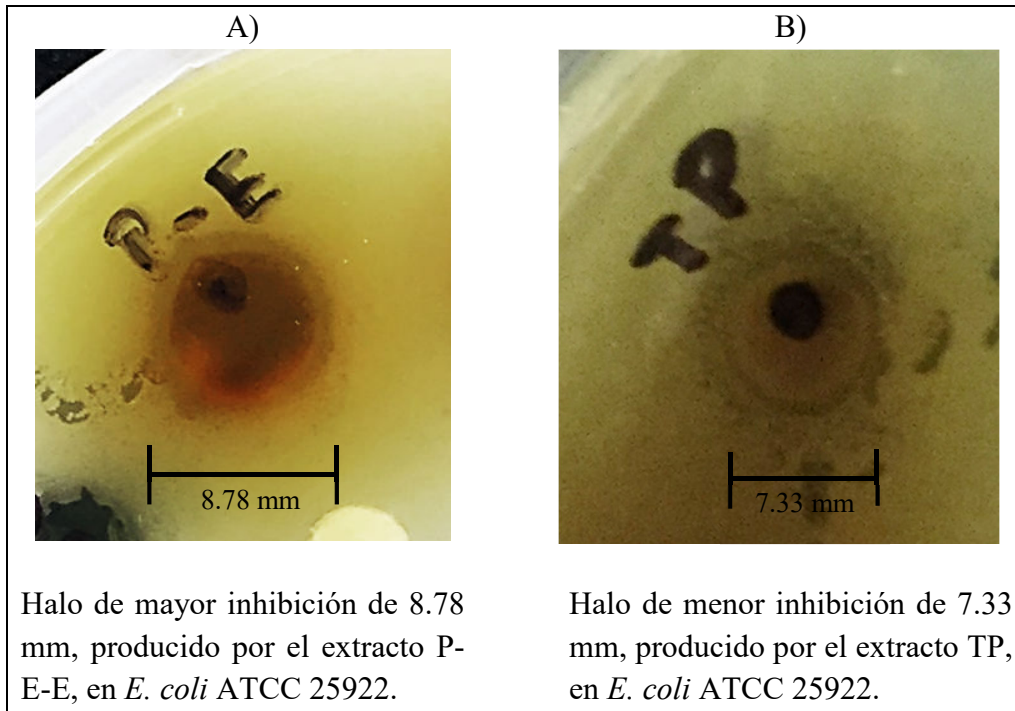 A)
B)
P-E
TP
8.78 mm
7.33 mm
Halo de mayor inhibición de 8.78
mm, producido por el extracto P-
E-E, en E. coli ATCC 25922.
Halo de menor inhibición de 7.33
mm, producido por el extracto TP,
en E. coli ATCC 25922.